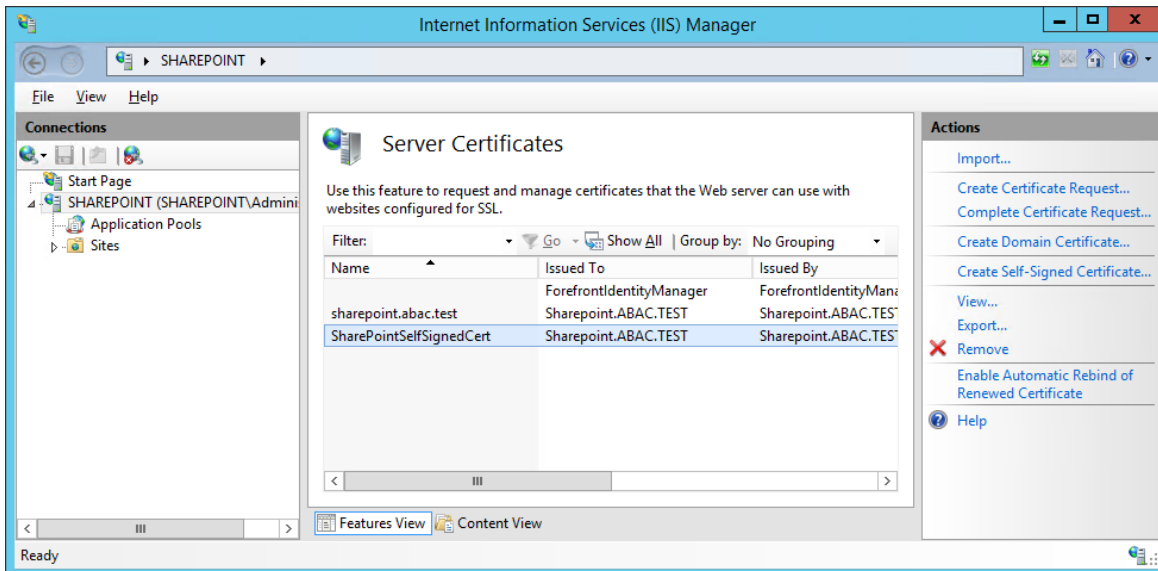 Internet Information Services (IIS) Manager
SHAREPOINT
File View Help
Connections
Start Page
SHAREPOINT (SHAREPOINT\Admini
Application Pools
Sites
Server Certificates
Use this feature to request and manage certificates that the Web server can use with
websites configured for SSL.
Filter: Go Show All Group by: No Grouping
Name Issued To Issued By
ForefrontIdentityManager ForefrontIdentityMana
sharepoint.abac.test Sharepoint.ABAC.TEST Sharepoint.ABAC.TEST
SharePointSelfSignedCert Sharepoint.ABAC.TEST Sharepoint.ABAC.TEST
Features View Content View
Actions
Import...
Create Certificate Request...
Complete Certificate Request...
Create Domain Certificate...
Create Self-Signed Certificate...
View...
Export...
Remove
Enable Automatic Rebind of
Renewed Certificate
Help
Ready